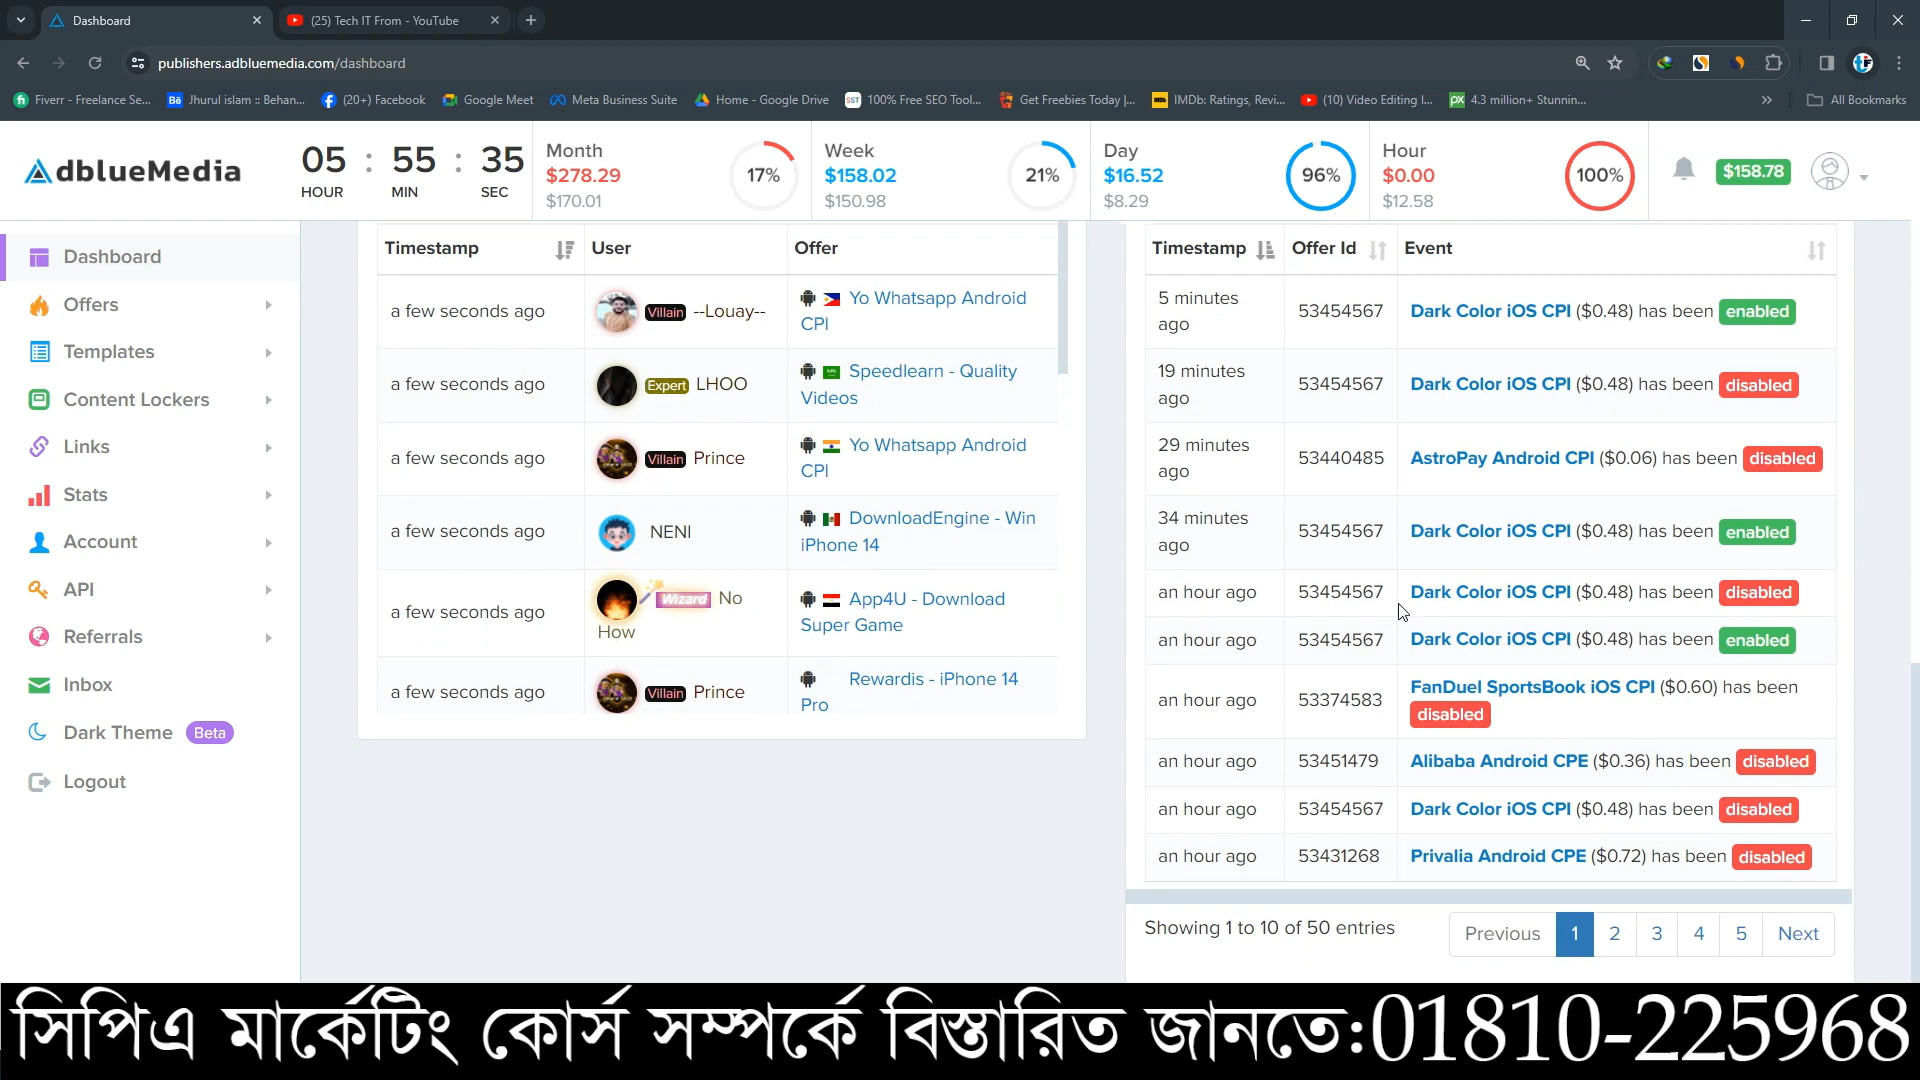 Dashboard
(25) Tech IT From - YouTube
publishers.adbluemedia.com/dashboard
Fiverr - Freelance Se...
Jhurul islam :: Behan...
(20+) Facebook
Google Meet
Meta Business Suite
Home - Google Drive
100% Free SEO Tool...
Get Freebies Today |...
IMDb: Ratings, Revi...
(10) Video Editing I...
4.3 million+ Stunnin...
All Bookmarks
AdblueMedia
05 : 55 : 35
HOUR MIN SEC
Month
$278.29
$170.01
17%
Week
$158.02
$150.98
21%
Day
$16.52
$8.29
96%
Hour
$0.00
$12.58
100%
$158.78
Dashboard
Offers
Templates
Content Lockers
Links
Stats
Account
API
Referrals
Inbox
Dark Theme Beta
Logout
Timestamp User Offer
a few seconds ago Villain --Louay-- Yo Whatsapp Android
CPI
a few seconds ago Expert LHOO Speedlearn - Quality
Videos
a few seconds ago Villain Prince Yo Whatsapp Android
CPI
a few seconds ago NENI DownloadEngine - Win
iPhone 14
a few seconds ago Wizard No
How
App4U - Download
Super Game
a few seconds ago Villain Prince Rewardis - iPhone 14
Pro
Timestamp Offer Id Event
5 minutes
ago
53454567 Dark Color iOS CPI ($0.48) has been enabled
19 minutes
ago
53454567 Dark Color iOS CPI ($0.48) has been disabled
29 minutes
ago
53440485 AstroPay Android CPI ($0.06) has been disabled
34 minutes
ago
53454567 Dark Color iOS CPI ($0.48) has been enabled
an hour ago 53454567 Dark Color iOS CPI ($0.48) has been disabled
an hour ago 53454567 Dark Color iOS CPI ($0.48) has been enabled
an hour ago 53374583 FanDuel SportsBook iOS CPI ($0.60) has been
disabled
an hour ago 53451479 Alibaba Android CPE ($0.36) has been disabled
an hour ago 53454567 Dark Color iOS CPI ($0.48) has been disabled
an hour ago 53431268 Privalia Android CPE ($0.72) has been disabled
Showing 1 to 10 of 50 entries
Previous 1 2 3 4 5 Next
সিপিএ মার্কেটিং কোর্স সম্পর্কে বিস্তারিত জানতে:01810-225968